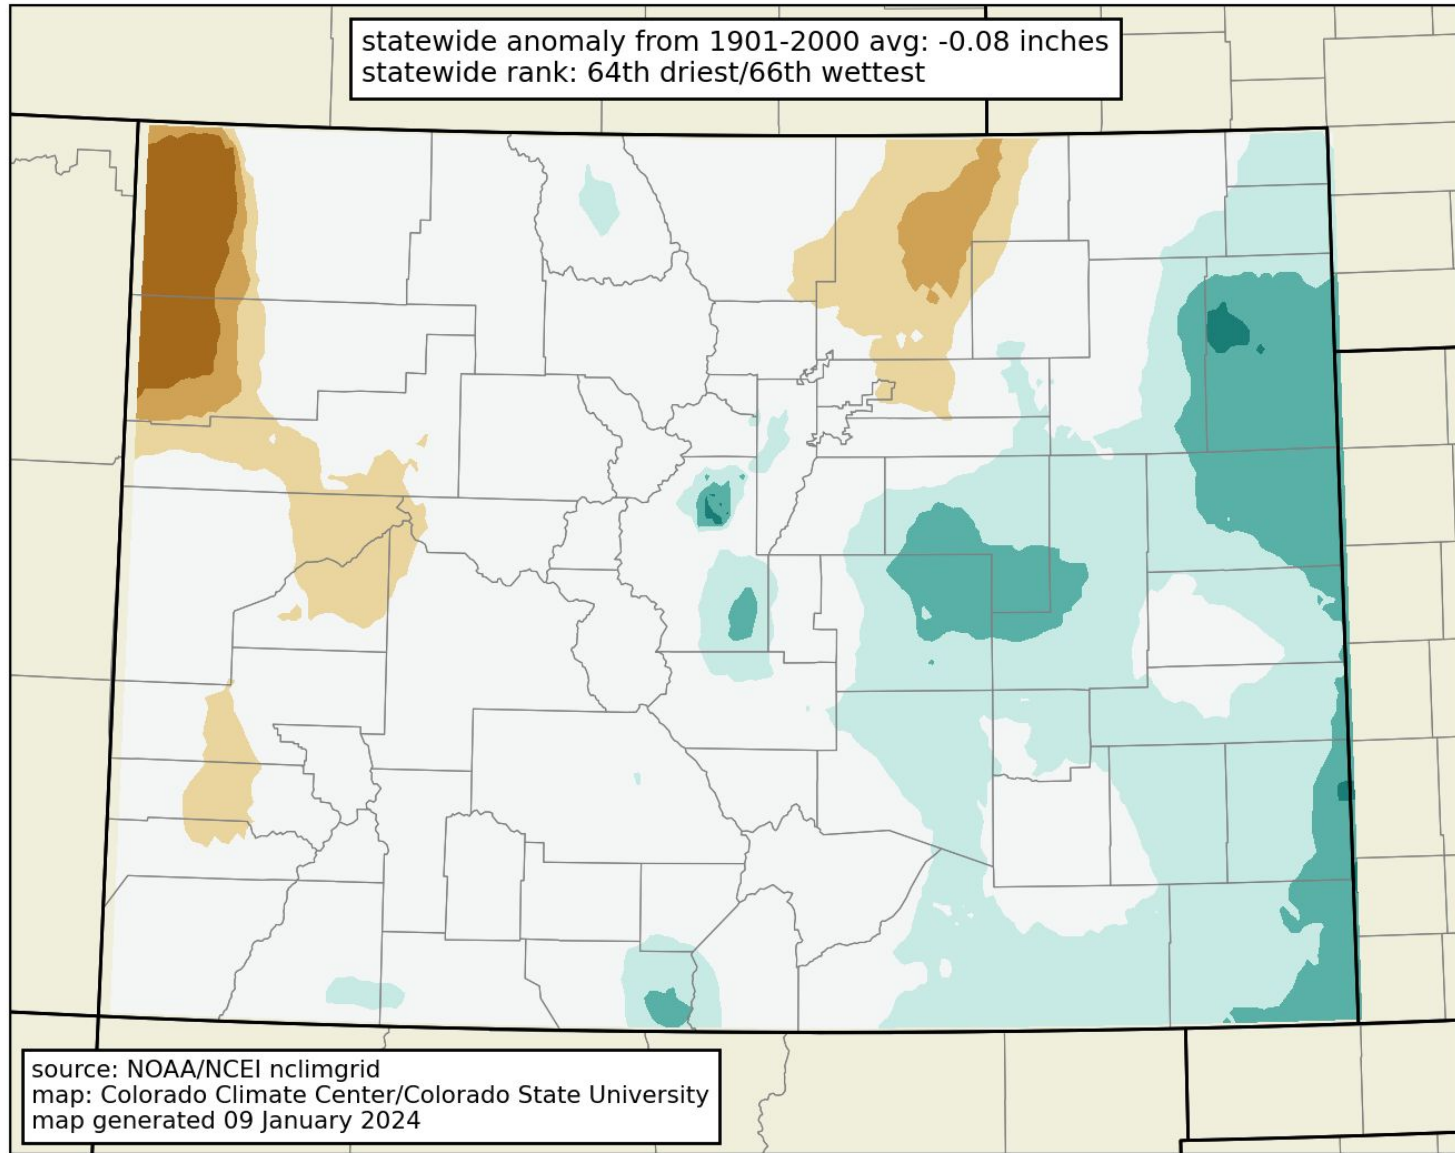 statewide anomaly from 1901-2000 avg: -0.08 inches
statewide rank: 64th driest/66th wettest
source: NOAA/NCEI nclimgrid
map: Colorado Climate Center/Colorado State University
map generated 09 January 2024